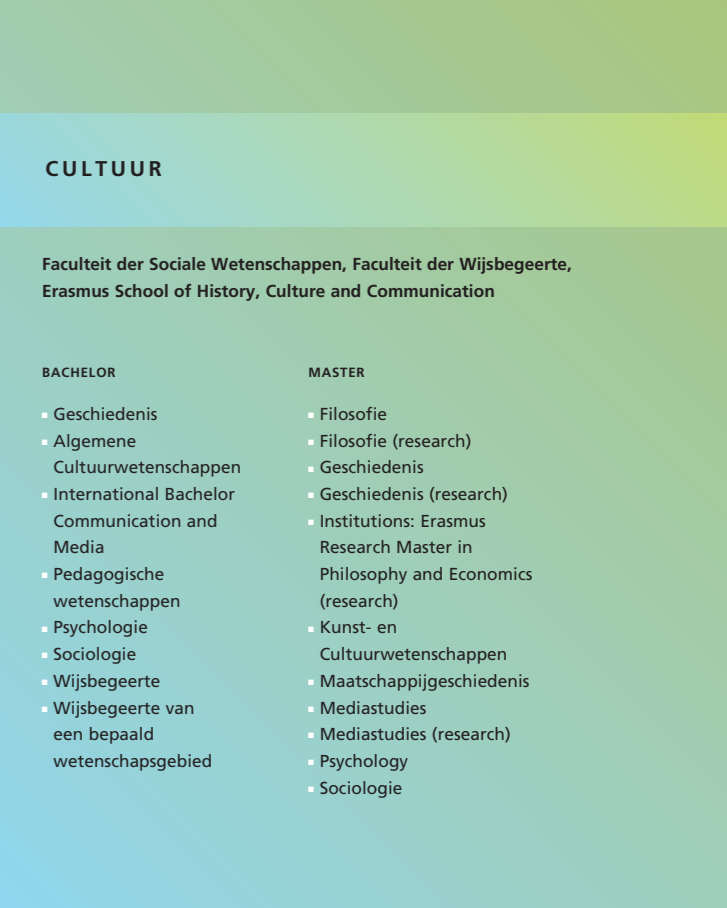 CULTUUR
Faculteit der Sociale Wetenschappen, Faculteit der Wijsbegeerte,
Erasmus School of History, Culture and Communication
BACHELOR
Geschiedenis
Algemene
Cultuurwetenschappen
International Bachelor
Communication and
Media
Pedagogische
wetenschappen
Psychologie
Sociologie
Wijsbegeerte
Wijsbegeerte van
een bepaald
wetenschapsgebied
MASTER
Filosofie
Filosofie (research)
Geschiedenis
Geschiedenis (research)
Institutions: Erasmus
Research Master in
Philosophy and Economics
(research)
Kunst- en
Cultuurwetenschappen
Maatschappijgeschiedenis
Mediastudies
Mediastudies (research)
Psychology
Sociologie